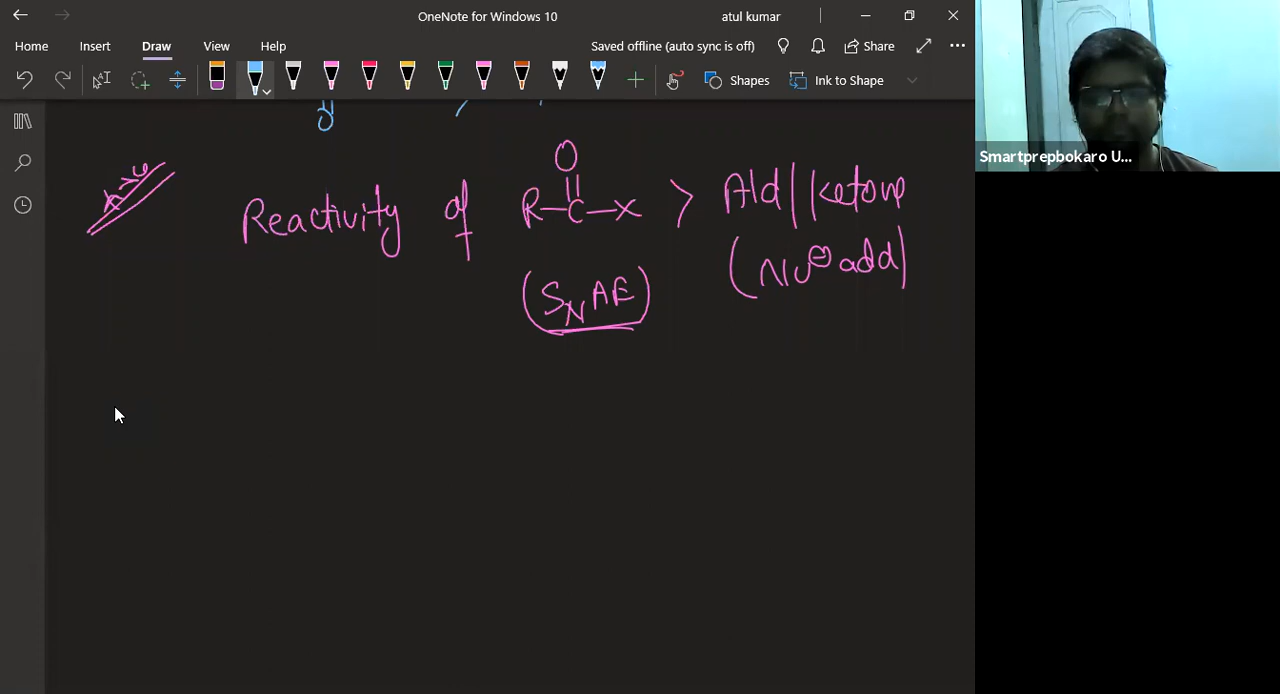 OneNote for Windows 10
atul kumar
Home Insert Draw View Help
Saved offline (auto sync is off)
Share
Shapes
Ink to Shape
Smartprepbokaro U...
O
Reactivity of R-C-X > Ald/Ketone
(SNAE) (Nu⊖ add)